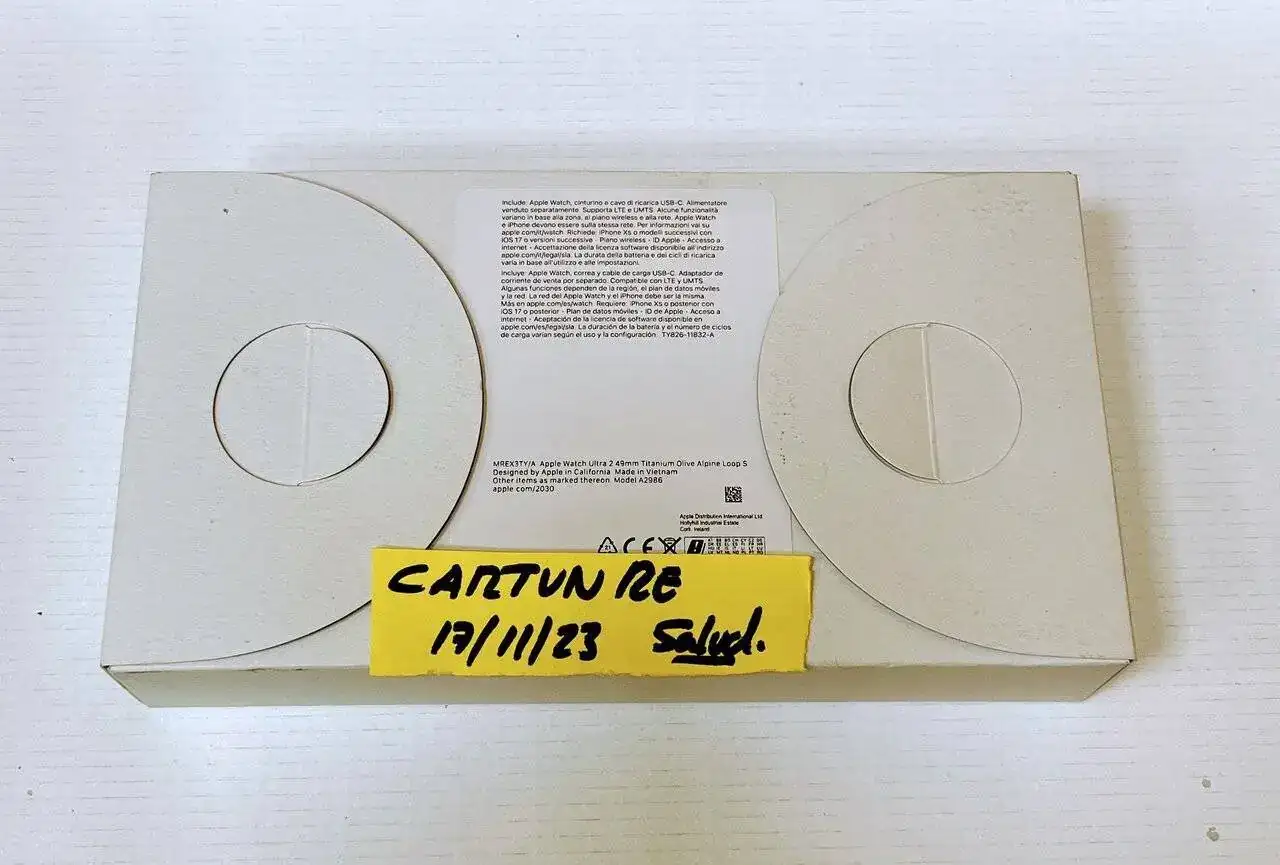 Include: Apple Watch, cinturino e cavo di ricarica USB-C. Alimentatore
venduto separatamente. Supporta LTE e UMTS. Alcune funzionalità
variano in base alla zona, al piano wireless e alla rete. Apple Watch
e iPhone devono essere sulla stessa rete. Per informazioni vai su
apple.com/it/watch. Richiede: iPhone Xs o modelli successivi con
iOS 17 o versioni successive · Piano wireless · ID Apple · Accesso a
internet · Accettazione della licenza software disponibile all'indirizzo
apple.com/it/legal/sla. La durata della batteria e dei cicli di ricarica
varia in base all'utilizzo e alle impostazioni.
Incluye: Apple Watch, correa y cable de carga USB-C. Adaptador de
corriente de venta por separado. Compatible con LTE y UMTS.
Algunas funciones dependen de la región, el plan de datos móviles
y la red. La red del Apple Watch y el iPhone debe ser la misma.
Más en apple.com/es/watch. Requiere: iPhone Xs o posterior con
iOS 17 o posterior · Plan de datos móviles · ID de Apple · Acceso a
internet · Aceptación de la licencia de software disponible en
apple.com/es/legal/sla. La duración de la batería y el número de ciclos
de carga varían según el uso y la configuración. TY826-11832-A
MREX3TY/A Apple Watch Ultra 2 49mm Titanium Olive Alpine Loop S
Designed by Apple in California Made in Vietnam
Other items as marked thereon Model A2986
apple.com/2030
Apple Distribution International Ltd.
Hollyhill Industrial Estate
Cork Ireland
21 CE
CARTUN RE
17/11/23 Salud.